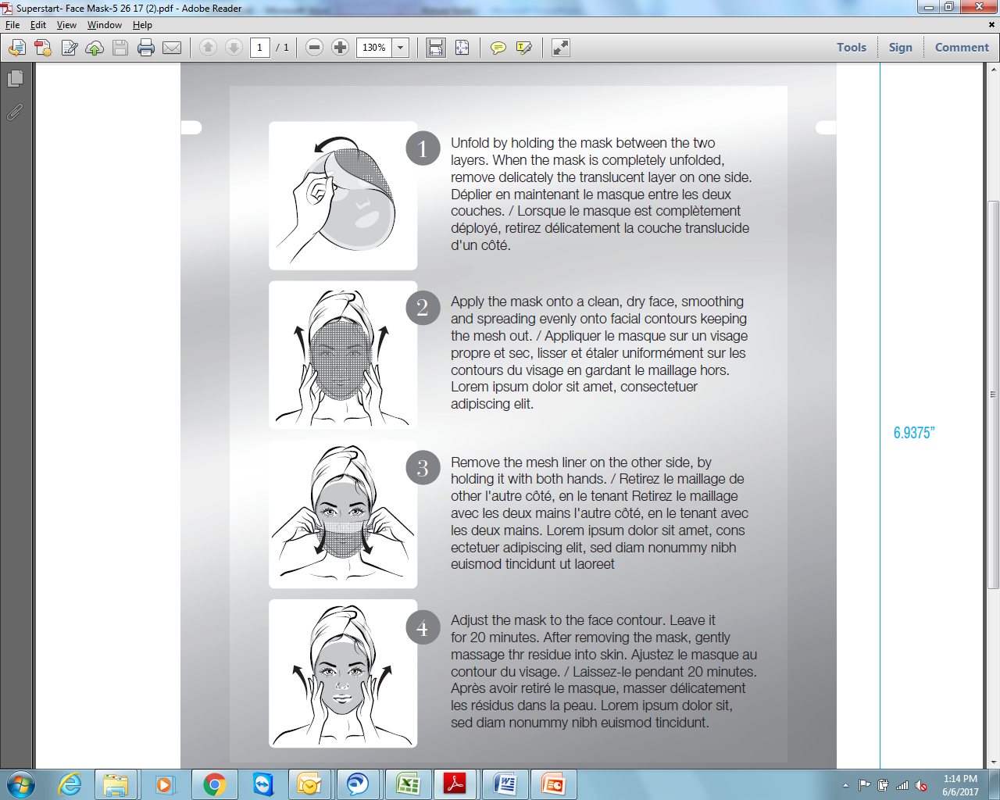 Superstart- Face Mask-5 26 17 (2).pdf - Adobe Reader
File Edit View Window Help
1 / 1 130% Tools Sign Comment
1
Unfold by holding the mask between the two
layers. When the mask is completely unfolded,
remove delicately the translucent layer on one side.
Déplier en maintenant le masque entre les deux
couches. / Lorsque le masque est complètement
déployé, retirez délicatement la couche translucide
d'un côté.
2
Apply the mask onto a clean, dry face, smoothing
and spreading evenly onto facial contours keeping
the mesh out. / Appliquer le masque sur un visage
propre et sec, lisser et étaler uniformément sur les
contours du visage en gardant le maillage hors.
Lorem ipsum dolor sit amet, consectetuer
adipiscing elit.
6.9375”
3
Remove the mesh liner on the other side, by
holding it with both hands. / Retirez le maillage de
other l'autre côté, en le tenant Retirez le maillage
avec les deux mains l'autre côté, en le tenant avec
les deux mains. Lorem ipsum dolor sit amet, cons
ectetuer adipiscing elit, sed diam nonummy nibh
euismod tincidunt ut laoreet
4
Adjust the mask to the face contour. Leave it
for 20 minutes. After removing the mask, gently
massage thr residue into skin. Ajustez le masque au
contour du visage. / Laissez-le pendant 20 minutes.
Après avoir retiré le masque, masser délicatement
les résidus dans la peau. Lorem ipsum dolor sit,
sed diam nonummy nibh euismod tincidunt.
1:14 PM
6/6/2017